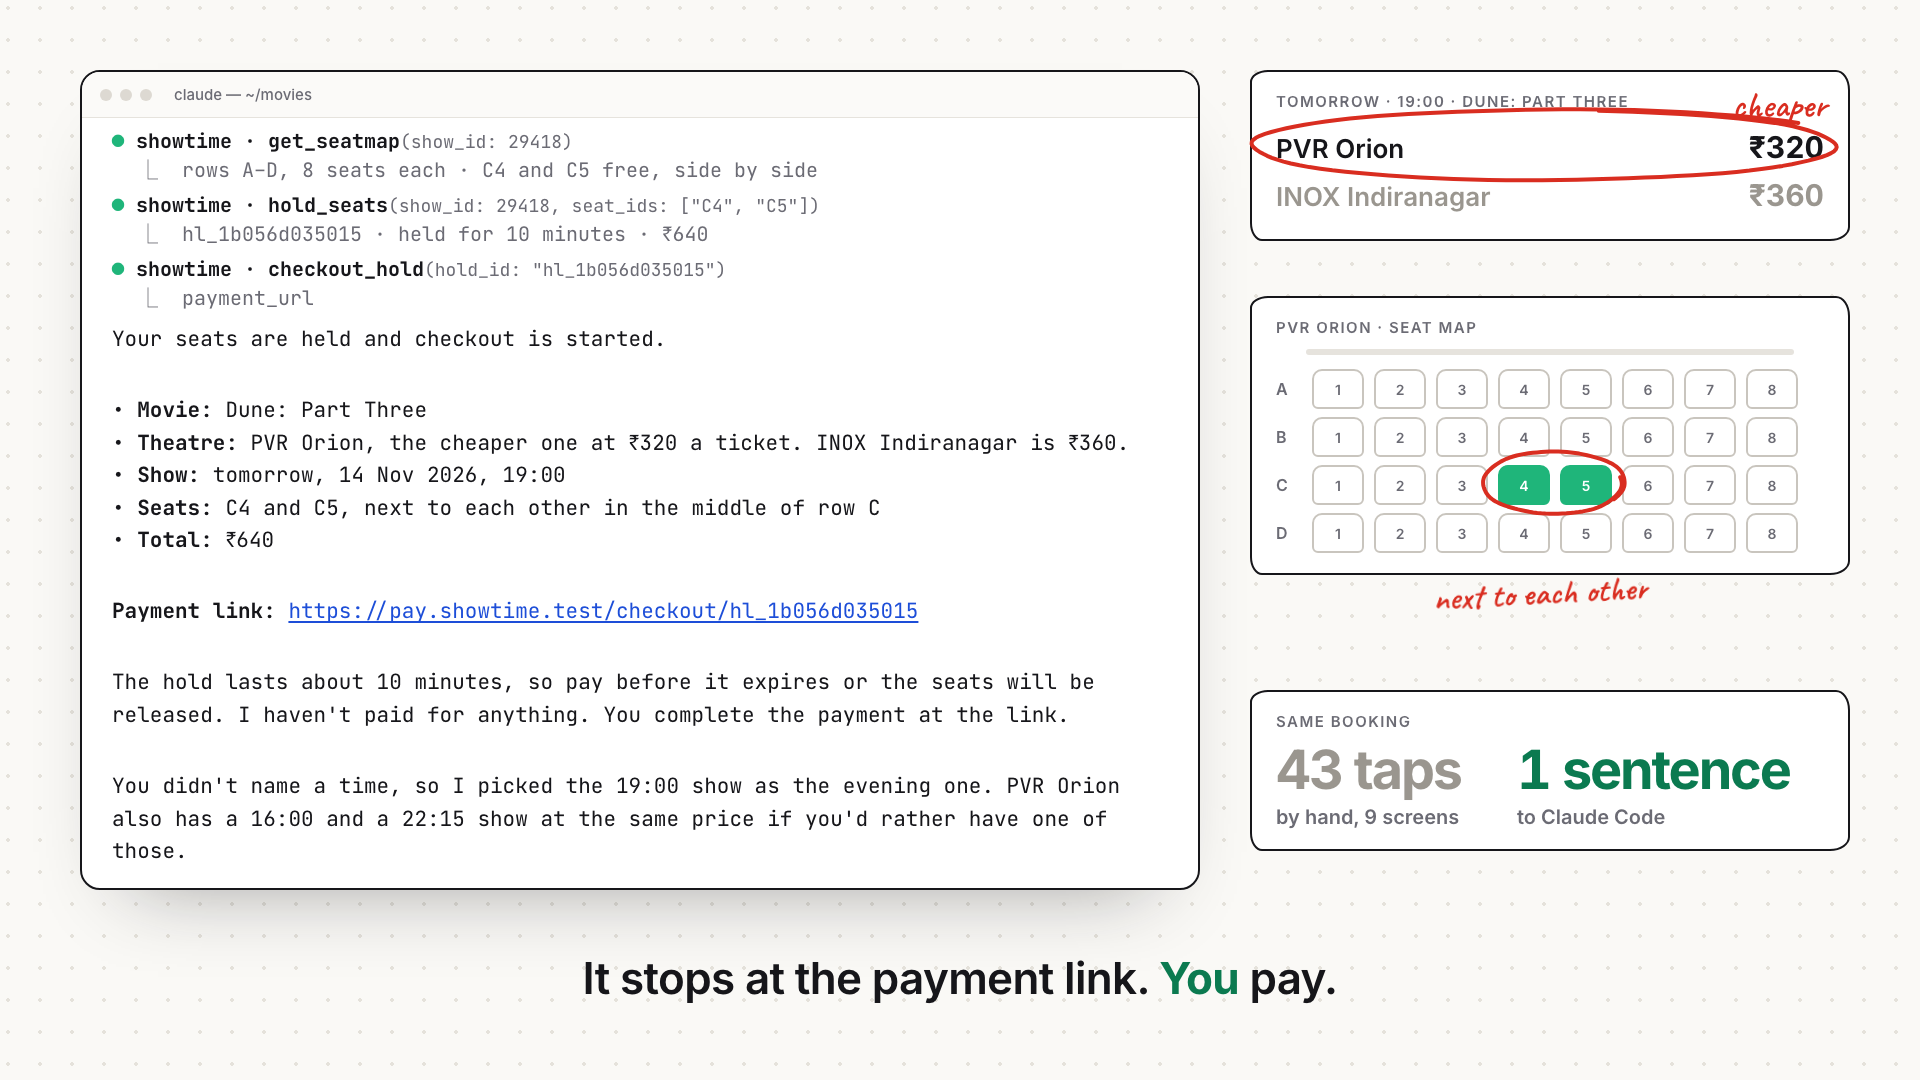 claude — ~/movies
showtime · get_seatmap(show_id: 29418)
rows A–D, 8 seats each · C4 and C5 free, side by side
showtime · hold_seats(show_id: 29418, seat_ids: ["C4", "C5"])
hl_1b056d035015 · held for 10 minutes · ₹640
showtime · checkout_hold(hold_id: "hl_1b056d035015")
payment_url
Your seats are held and checkout is started.
• Movie: Dune: Part Three
• Theatre: PVR Orion, the cheaper one at ₹320 a ticket. INOX Indiranagar is ₹360.
• Show: tomorrow, 14 Nov 2026, 19:00
• Seats: C4 and C5, next to each other in the middle of row C
• Total: ₹640
Payment link: https://pay.showtime.test/checkout/hl_1b056d035015
The hold lasts about 10 minutes, so pay before it expires or the seats will be
released. I haven't paid for anything. You complete the payment at the link.
You didn't name a time, so I picked the 19:00 show as the evening one. PVR Orion
also has a 16:00 and a 22:15 show at the same price if you'd rather have one of
those.
TOMORROW · 19:00 · DUNE: PART THREE
cheaper
PVR Orion ₹320
INOX Indiranagar ₹360
PVR ORION · SEAT MAP
A 1 2 3 4 5 6 7 8
B 1 2 3 4 5 6 7 8
C 1 2 3 4 5 6 7 8
D 1 2 3 4 5 6 7 8
next to each other
SAME BOOKING
43 taps 1 sentence
by hand, 9 screens to Claude Code
It stops at the payment link. You pay.